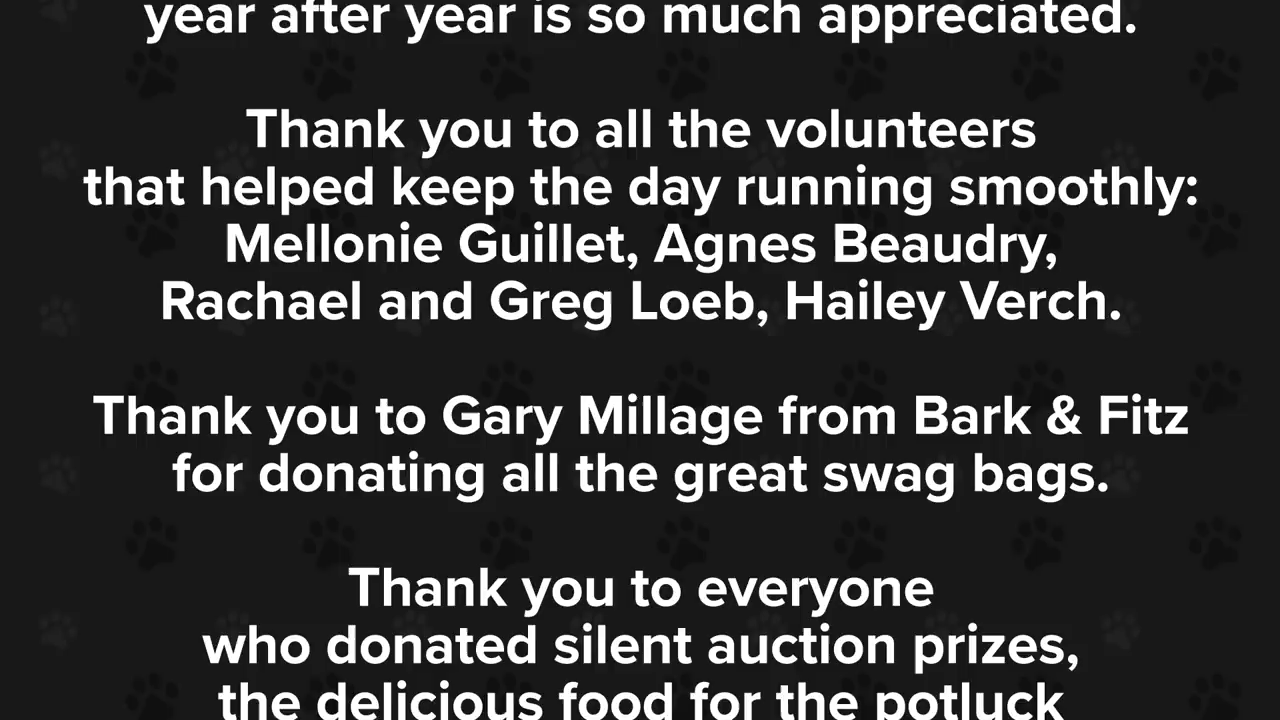 year after year is so much appreciated.
Thank you to all the volunteers
that helped keep the day running smoothly:
Mellonie Guillet, Agnes Beaudry,
Rachael and Greg Loeb, Hailey Verch.
Thank you to Gary Millage from Bark & Fitz
for donating all the great swag bags.
Thank you to everyone
who donated silent auction prizes,
the delicious food for the potluck